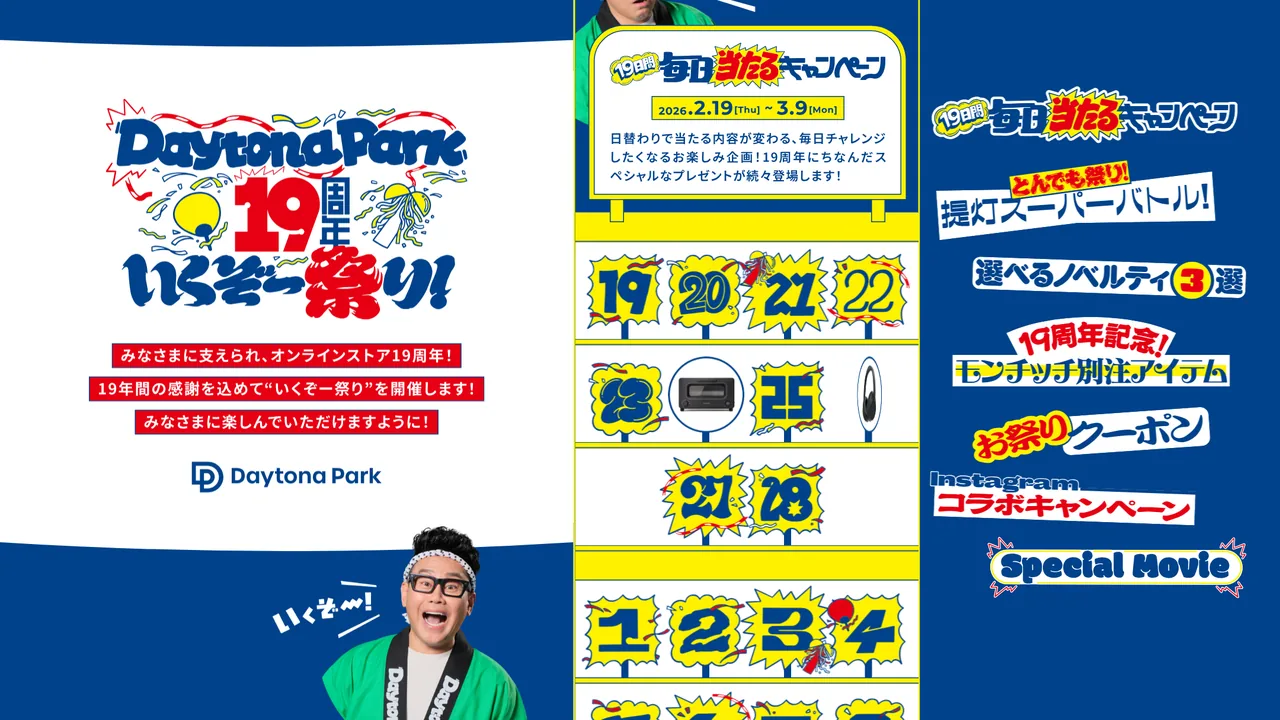 Daytona Park
19周年
いくぞー祭り!
みなさまに支えられ、オンラインストア19周年!
19年間の感謝を込めて“いくぞー祭り”を開催します!
みなさまに楽しんでいただけますように!
Daytona Park
いくぞ〜!
Dayto
Dayto
19日間 毎日当たるキャンペーン
2026.2.19[Thu] ~ 3.9[Mon]
日替わりで当たる内容が変わる、毎日チャレンジ
したくなるお楽しみ企画!19周年にちなんだス
ペシャルなプレゼントが続々登場します!
19 20 21 22
23 25
27 28
1 2 3 4
19日間 毎日当たるキャンペーン
とんでも祭り!
提灯スーパーバトル!
選べるノベルティ3選
19周年記念!
モンチッチ別注アイテム
お祭りクーポン
Instagram
コラボキャンペーン
Special Movie